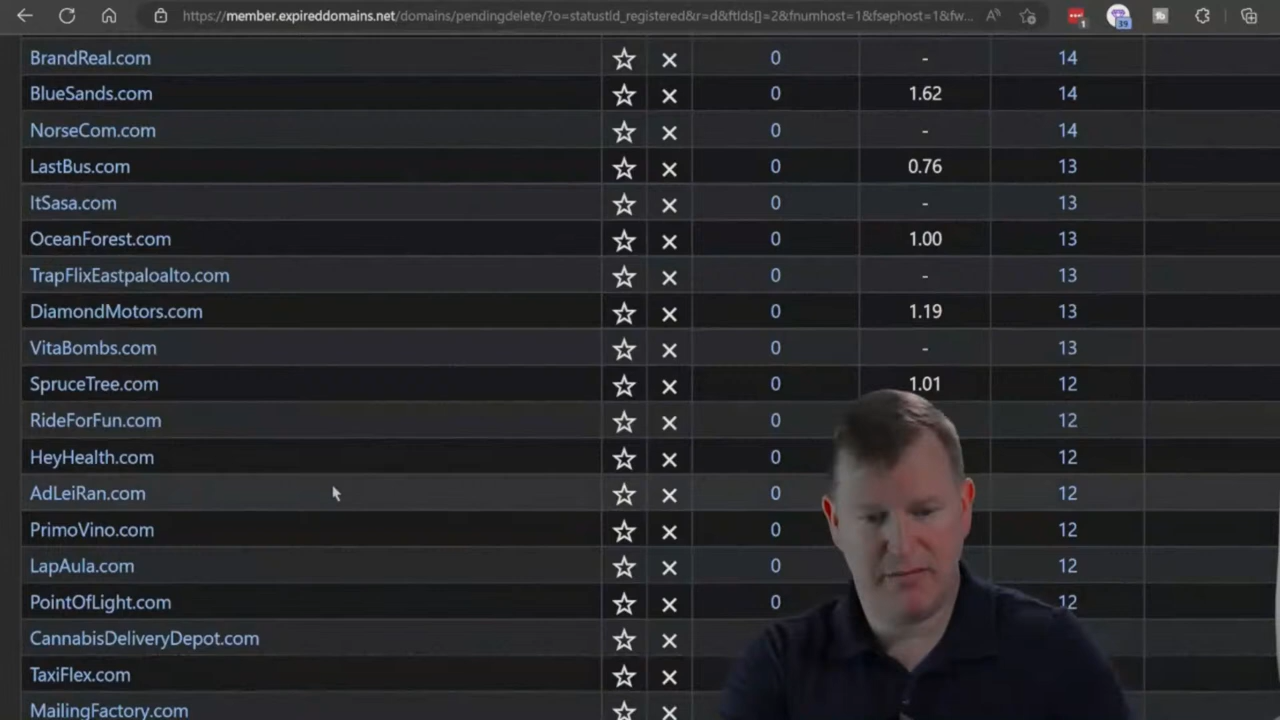 https://member.expireddomains.net/domains/pendingdelete/?o=statustld_registered&r=d&ftlds[]=2&fnumhost=1&fsephost=1&fw... A 1 39
BrandReal.com 0 - 14
BlueSands.com 0 1.62 14
NorseCom.com 0 - 14
LastBus.com 0 0.76 13
ItSasa.com 0 - 13
OceanForest.com 0 1.00 13
TrapFlixEastpaloalto.com 0 - 13
DiamondMotors.com 0 1.19 13
VitaBombs.com 0 - 13
SpruceTree.com 0 1.01 12
RideForFun.com 0 12
HeyHealth.com 0 12
AdLeiRan.com 0 12
PrimoVino.com 0 12
LapAula.com 0 12
PointOfLight.com 0 12
CannabisDeliveryDepot.com
TaxiFlex.com
MailingFactory.com